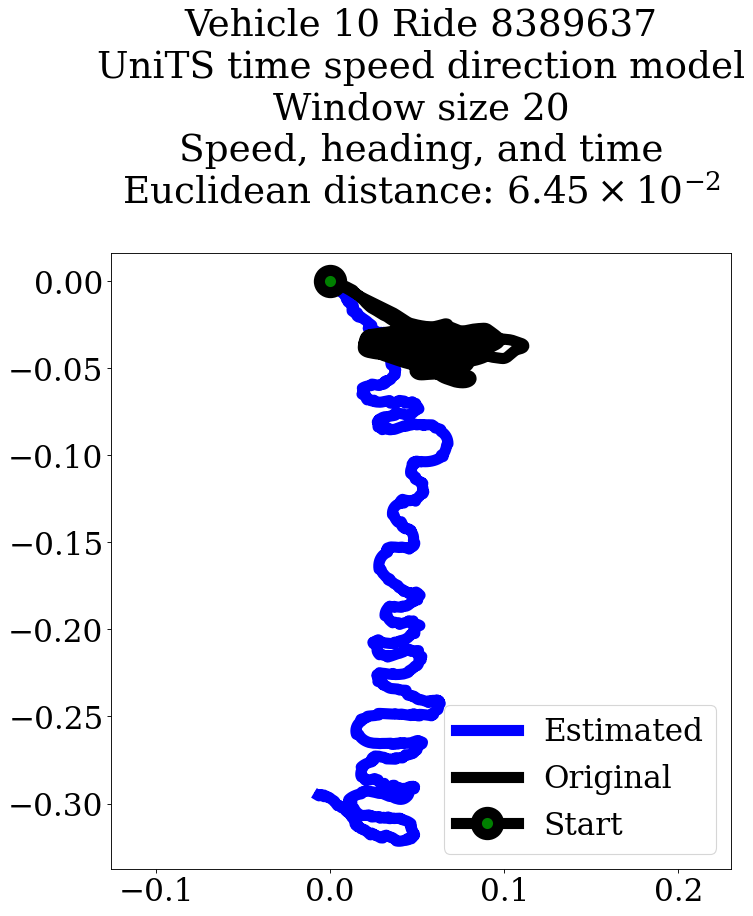 Vehicle 10 Ride 8389637
UniTS time speed direction model
Window size 20
Speed, heading, and time
Euclidean distance: 6.45 × 10⁻²
0.00
−0.05
−0.10
−0.15
−0.20
−0.25
−0.30
Estimated
Original
Start
−0.1 0.0 0.1 0.2